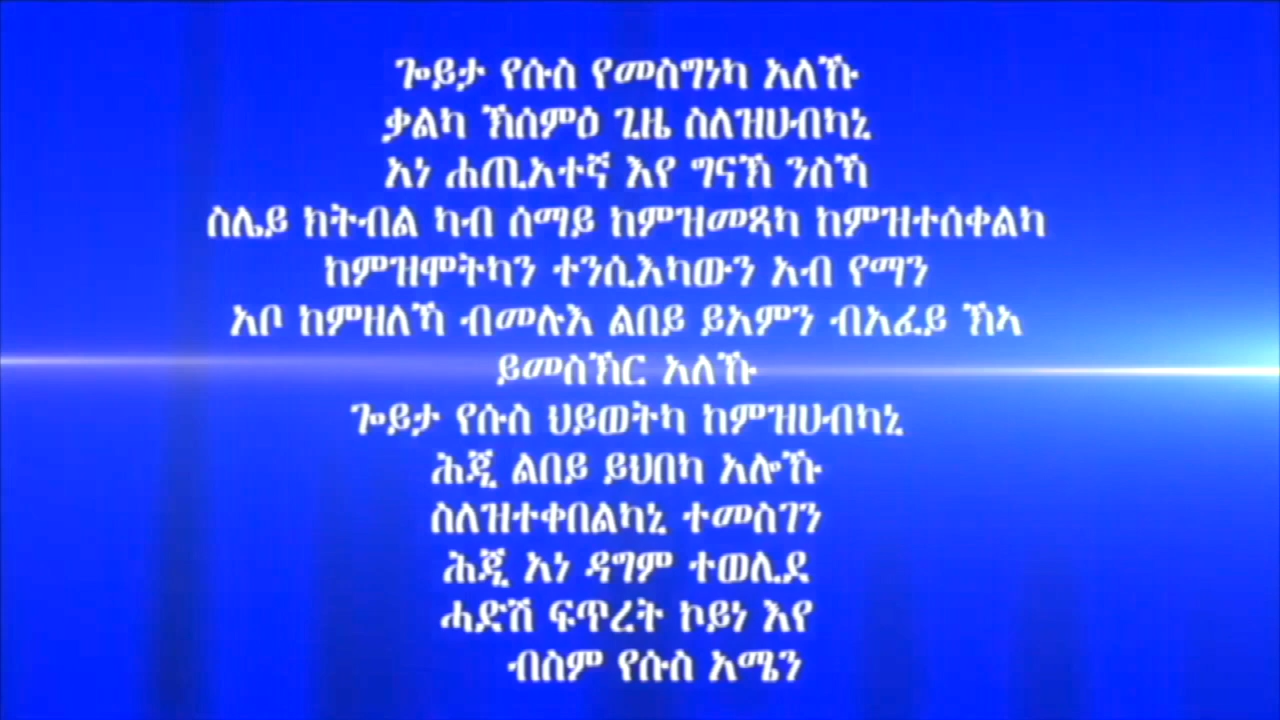 ጐይታ የሱስ የመስግነካ አለኹ
ቃልካ ኽሰምዕ ጊዜ ስለዝሀብካኒ
አነ ሐጢአተኛ እየ ግናኽ ንስኻ
ስሌይ ክትብል ካብ ሰማይ ከምዝመጻካ ከምዝተሰቀልካ
ከምዝሞትካን ተንሲእካውን አብ የማን
አቦ ከምዘለኻ ብመሉእ ልበይ ይአምን ብአፈይ ኽኣ
ይመስኽር አለኹ
ጐይታ የሱስ ህይወትካ ከምዝሀብካኒ
ሕጂ ልበይ ይህበካ አሎኹ
ስለዝተቀበልካኒ ተመስገን
ሕጂ አነ ዳግም ተወሊደ
ሓድሽ ፍጥረት ኮይነ እየ
ብስም የሱስ አሜን